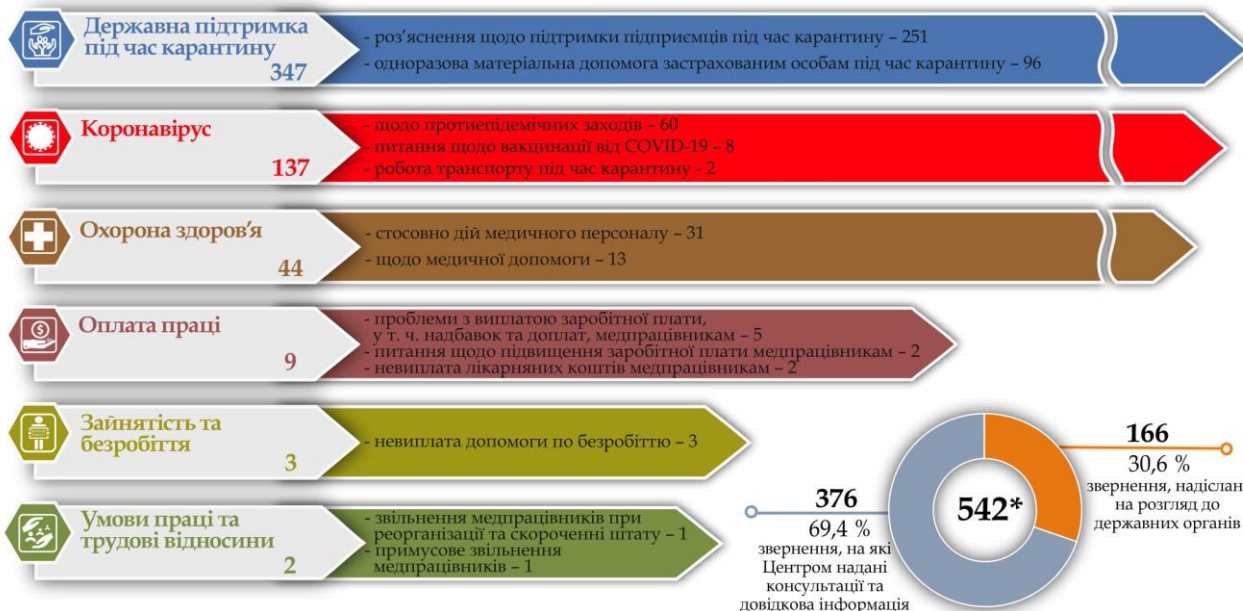 Державна підтримка
під час карантину
347
- роз’яснення щодо підтримки підприємців під час карантину – 251
- одноразова матеріальна допомога застрахованим особам під час карантину – 96
Коронавірус
137
- щодо протиепідемічних заходів – 60
- питання щодо вакцинації від COVID-19 – 8
- робота транспорту під час карантину - 2
Охорона здоров’я
44
- стосовно дій медичного персоналу – 31
- щодо медичної допомоги – 13
Оплата праці
9
- проблеми з виплатою заробітної плати,
у т. ч. надбавок та доплат, медпрацівникам – 5
- питання щодо підвищення заробітної плати медпрацівникам – 2
- невиплата лікарняних коштів медпрацівникам – 2
Зайнятість та
безробіття
3
- невиплата допомоги по безробіттю – 3
Умови праці та
трудові відносини
2
- звільнення медпрацівників при
реорганізації та скороченні штату – 1
- примусове звільнення
медпрацівників – 1
376
69,4 %
звернення, на які
Центром надані
консультації та
довідкова інформація
542*
166
30,6 %
звернення, надіслан
на розгляд до
державних органів